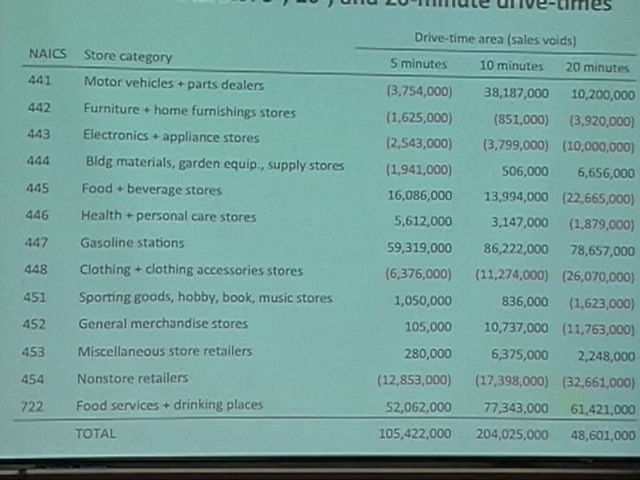 and 20-minute drive-times
Drive-time area (sales voids)
NAICS Store category 5 minutes 10 minutes 20 minutes
441 Motor vehicles + parts dealers (3,754,000) 38,187,000 10,200,000
442 Furniture + home furnishings stores (1,625,000) (851,000) (3,920,000)
443 Electronics + appliance stores (2,543,000) (3,799,000) (10,000,000)
444 Bldg materials, garden equip., supply stores (1,941,000) 506,000 6,656,000
445 Food + beverage stores 16,086,000 13,994,000 (22,665,000)
446 Health + personal care stores 5,612,000 3,147,000 (1,879,000)
447 Gasoline stations 59,319,000 86,222,000 78,657,000
448 Clothing + clothing accessories stores (6,376,000) (11,274,000) (26,070,000)
451 Sporting goods, hobby, book, music stores 1,050,000 836,000 (1,623,000)
452 General merchandise stores 105,000 10,737,000 (11,763,000)
453 Miscellaneous store retailers 280,000 6,375,000 2,248,000
454 Nonstore retailers (12,853,000) (17,398,000) (32,661,000)
722 Food services + drinking places 52,062,000 77,343,000 61,421,000
TOTAL 105,422,000 204,025,000 48,601,000